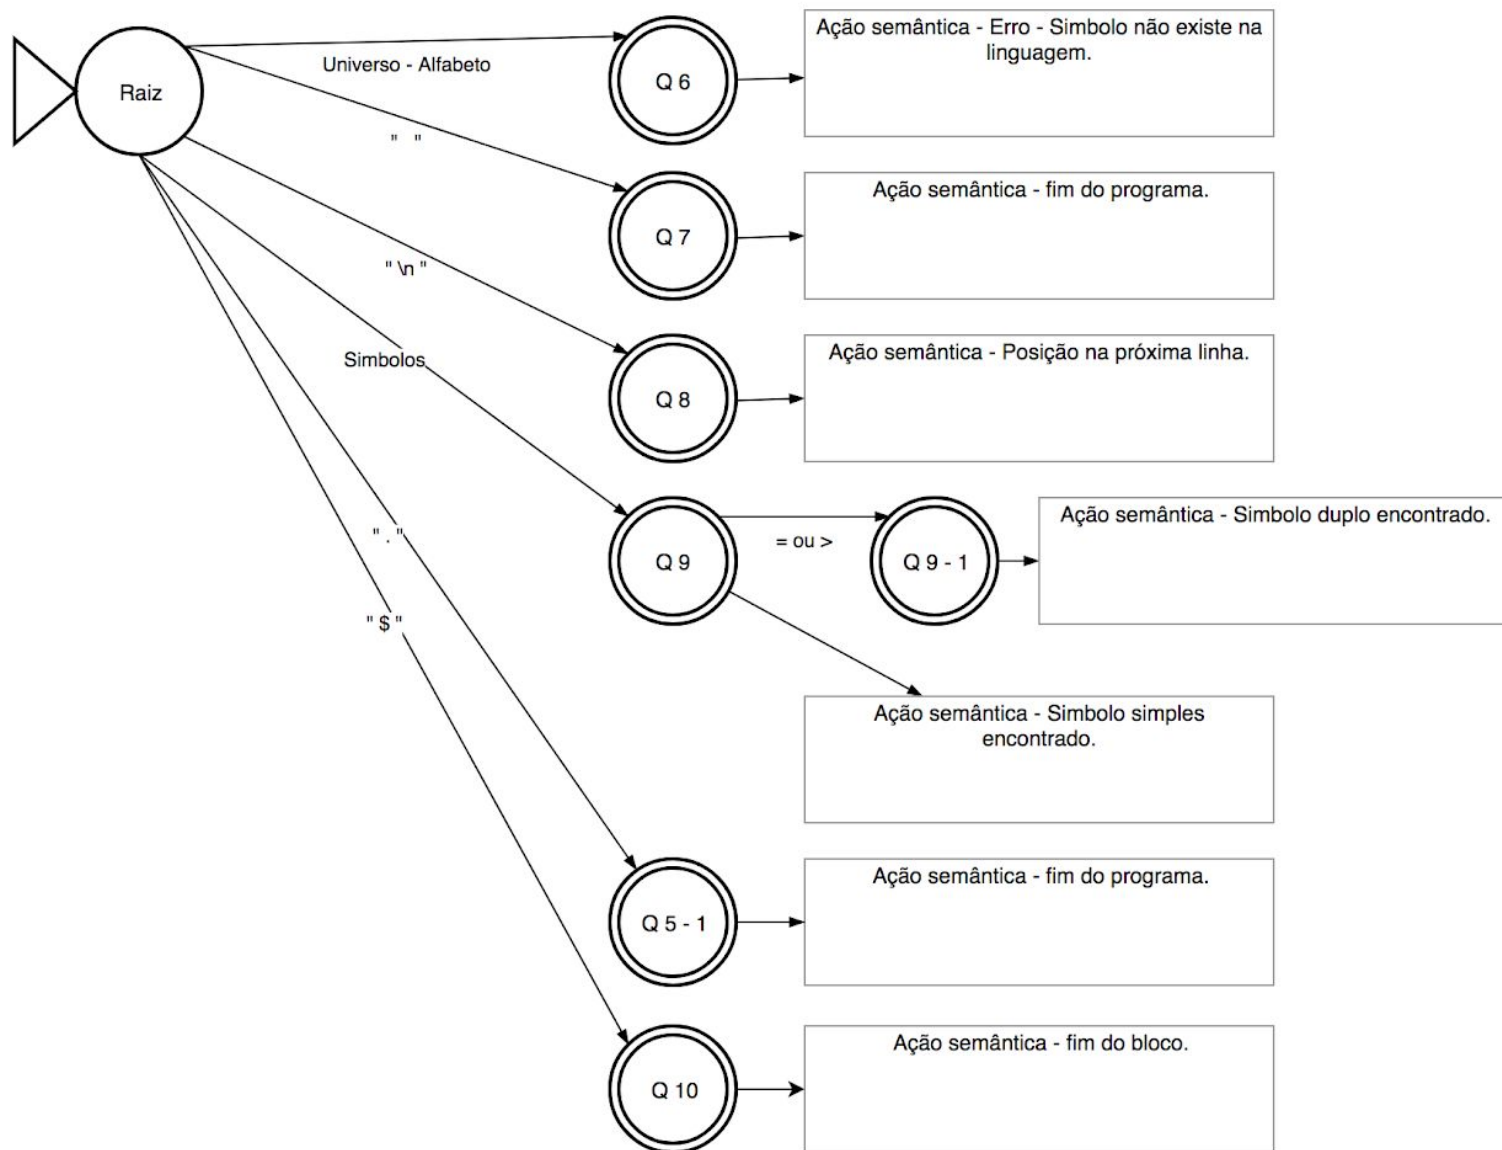 Raiz
Universo - Alfabeto
" "
" \n "
Simbolos
" . "
" $ "
Q 6
Ação semântica - Erro - Simbolo não existe na
linguagem.
Q 7
Ação semântica - fim do programa.
Q 8
Ação semântica - Posição na próxima linha.
Q 9
= ou >
Q 9 - 1
Ação semântica - Simbolo duplo encontrado.
Ação semântica - Simbolo simples
encontrado.
Q 5 - 1
Ação semântica - fim do programa.
Q 10
Ação semântica - fim do bloco.